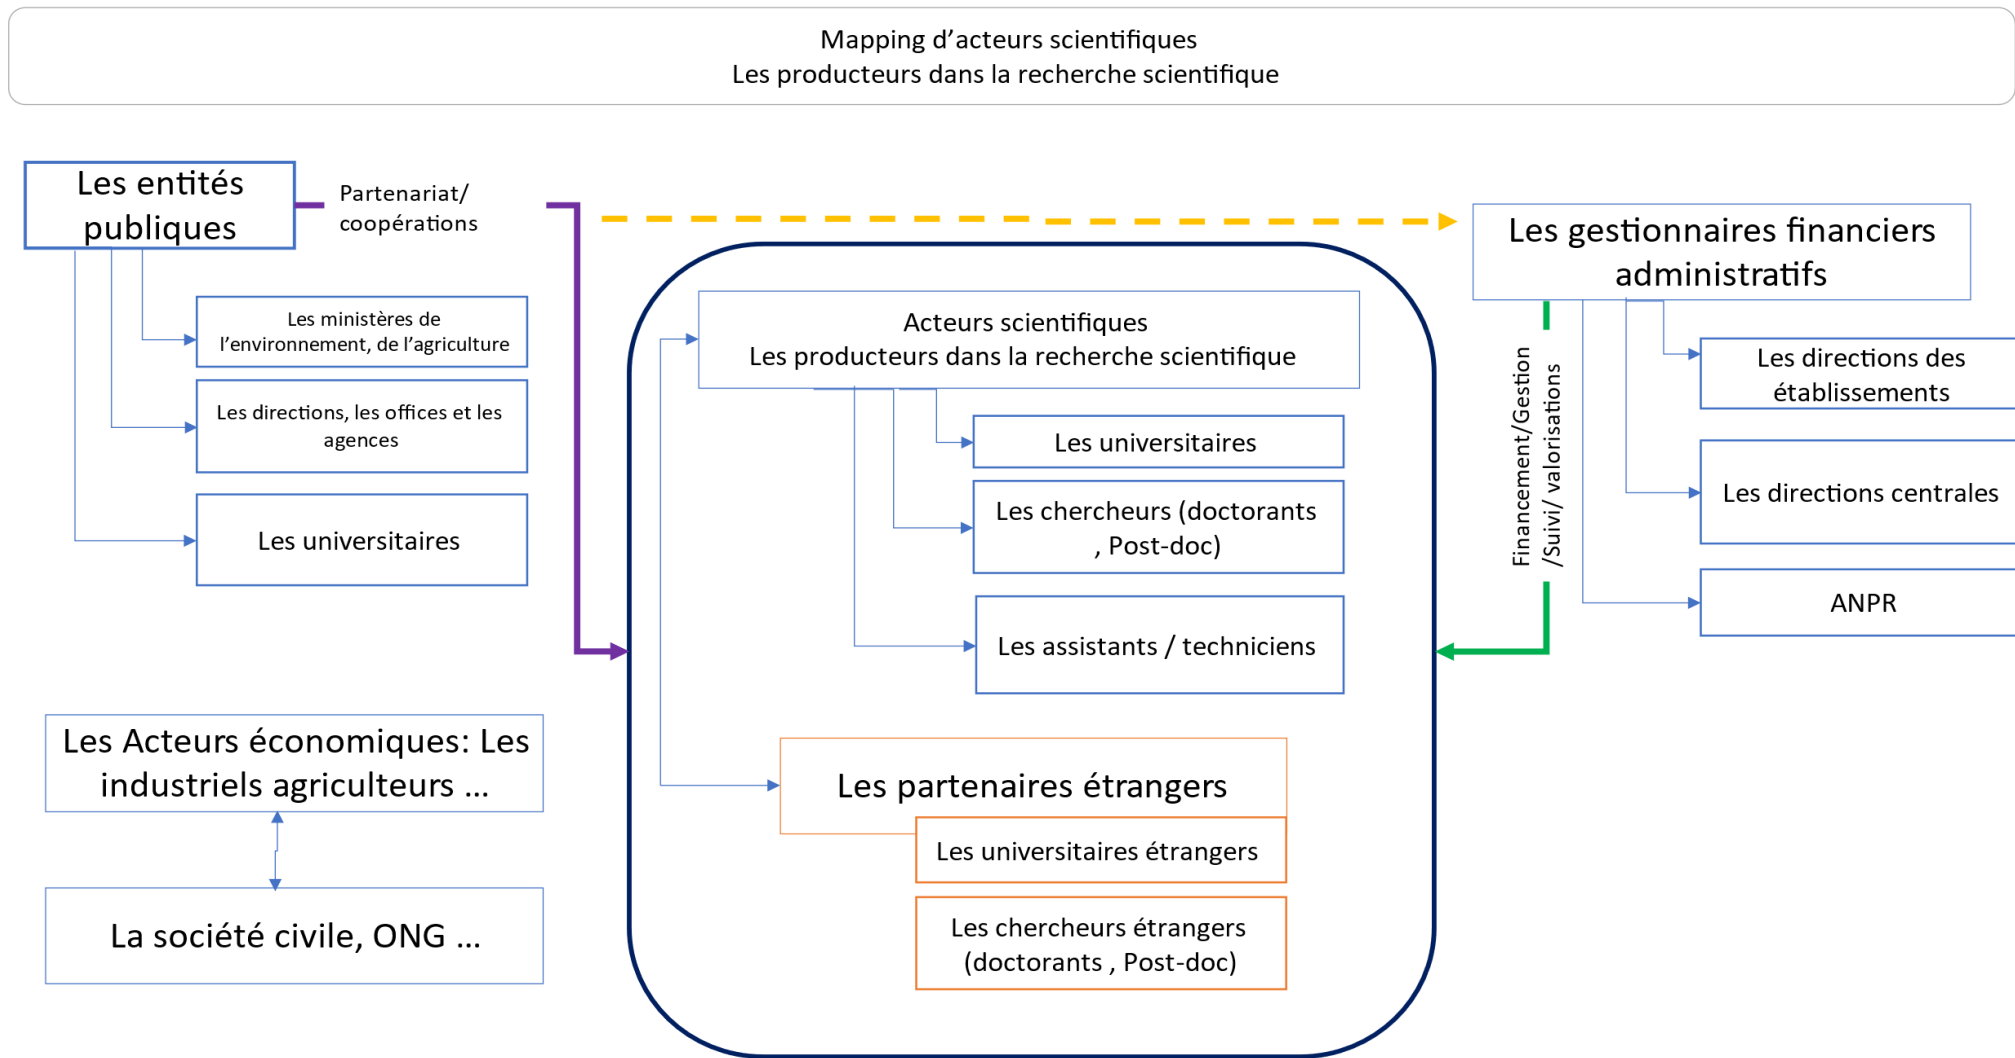 Mapping d’acteurs scientifiques
Les producteurs dans la recherche scientifique
Les entités
publiques
Partenariat/
coopérations
Les ministères de
l’environnement, de l’agriculture
Les directions, les offices et les
agences
Les universitaires
Les Acteurs économiques: Les
industriels agriculteurs ...
La société civile, ONG ...
Acteurs scientifiques
Les producteurs dans la recherche scientifique
Les universitaires
Les chercheurs (doctorants
, Post-doc)
Les assistants / techniciens
Les partenaires étrangers
Les universitaires étrangers
Les chercheurs étrangers
(doctorants , Post-doc)
Les gestionnaires financiers
administratifs
Financement/Gestion
/Suivi/ valorisations
Les directions des
établissements
Les directions centrales
ANPR